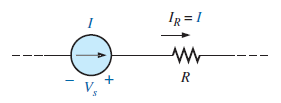 I
I_R = I
− V_s +
R